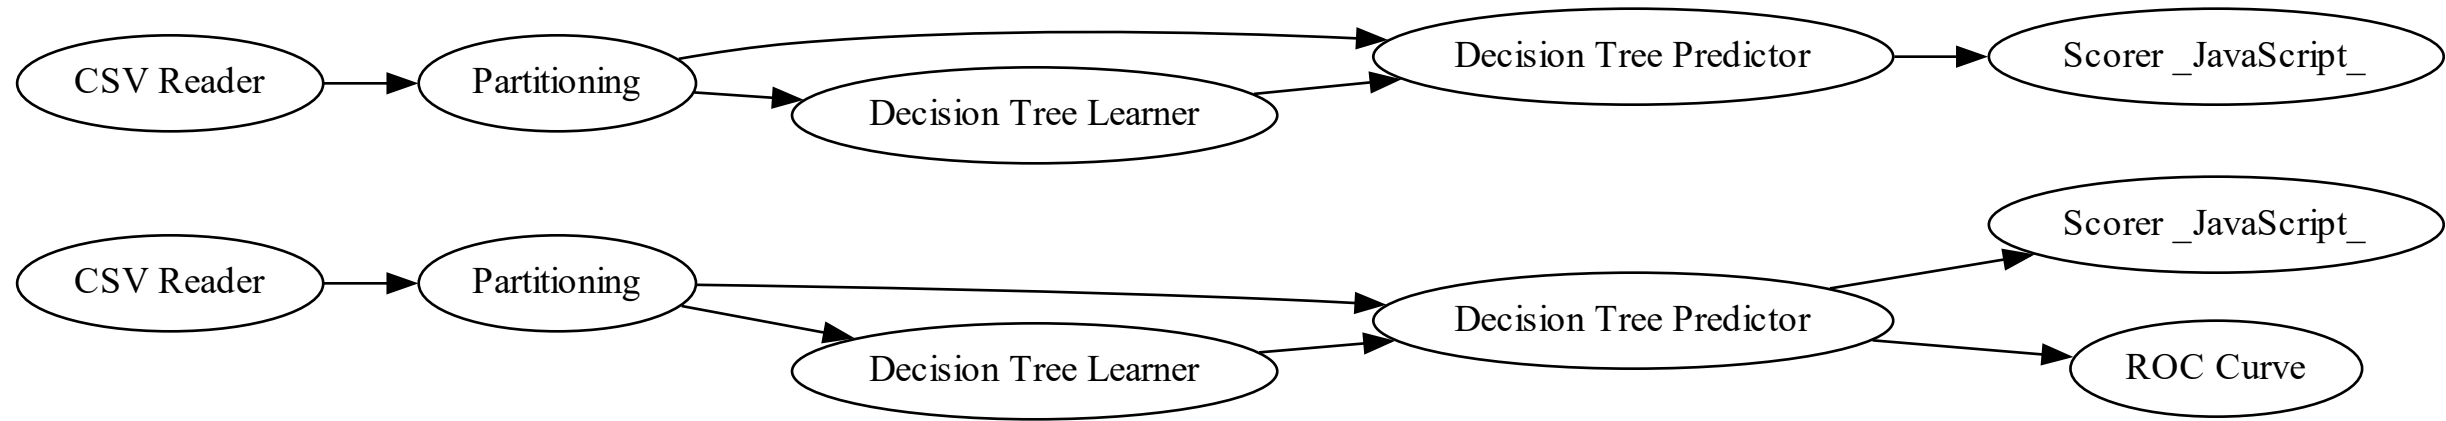 CSV Reader
Partitioning
Decision Tree Learner
Decision Tree Predictor
Scorer _JavaScript_
CSV Reader
Partitioning
Decision Tree Learner
Decision Tree Predictor
Scorer _JavaScript_
ROC Curve